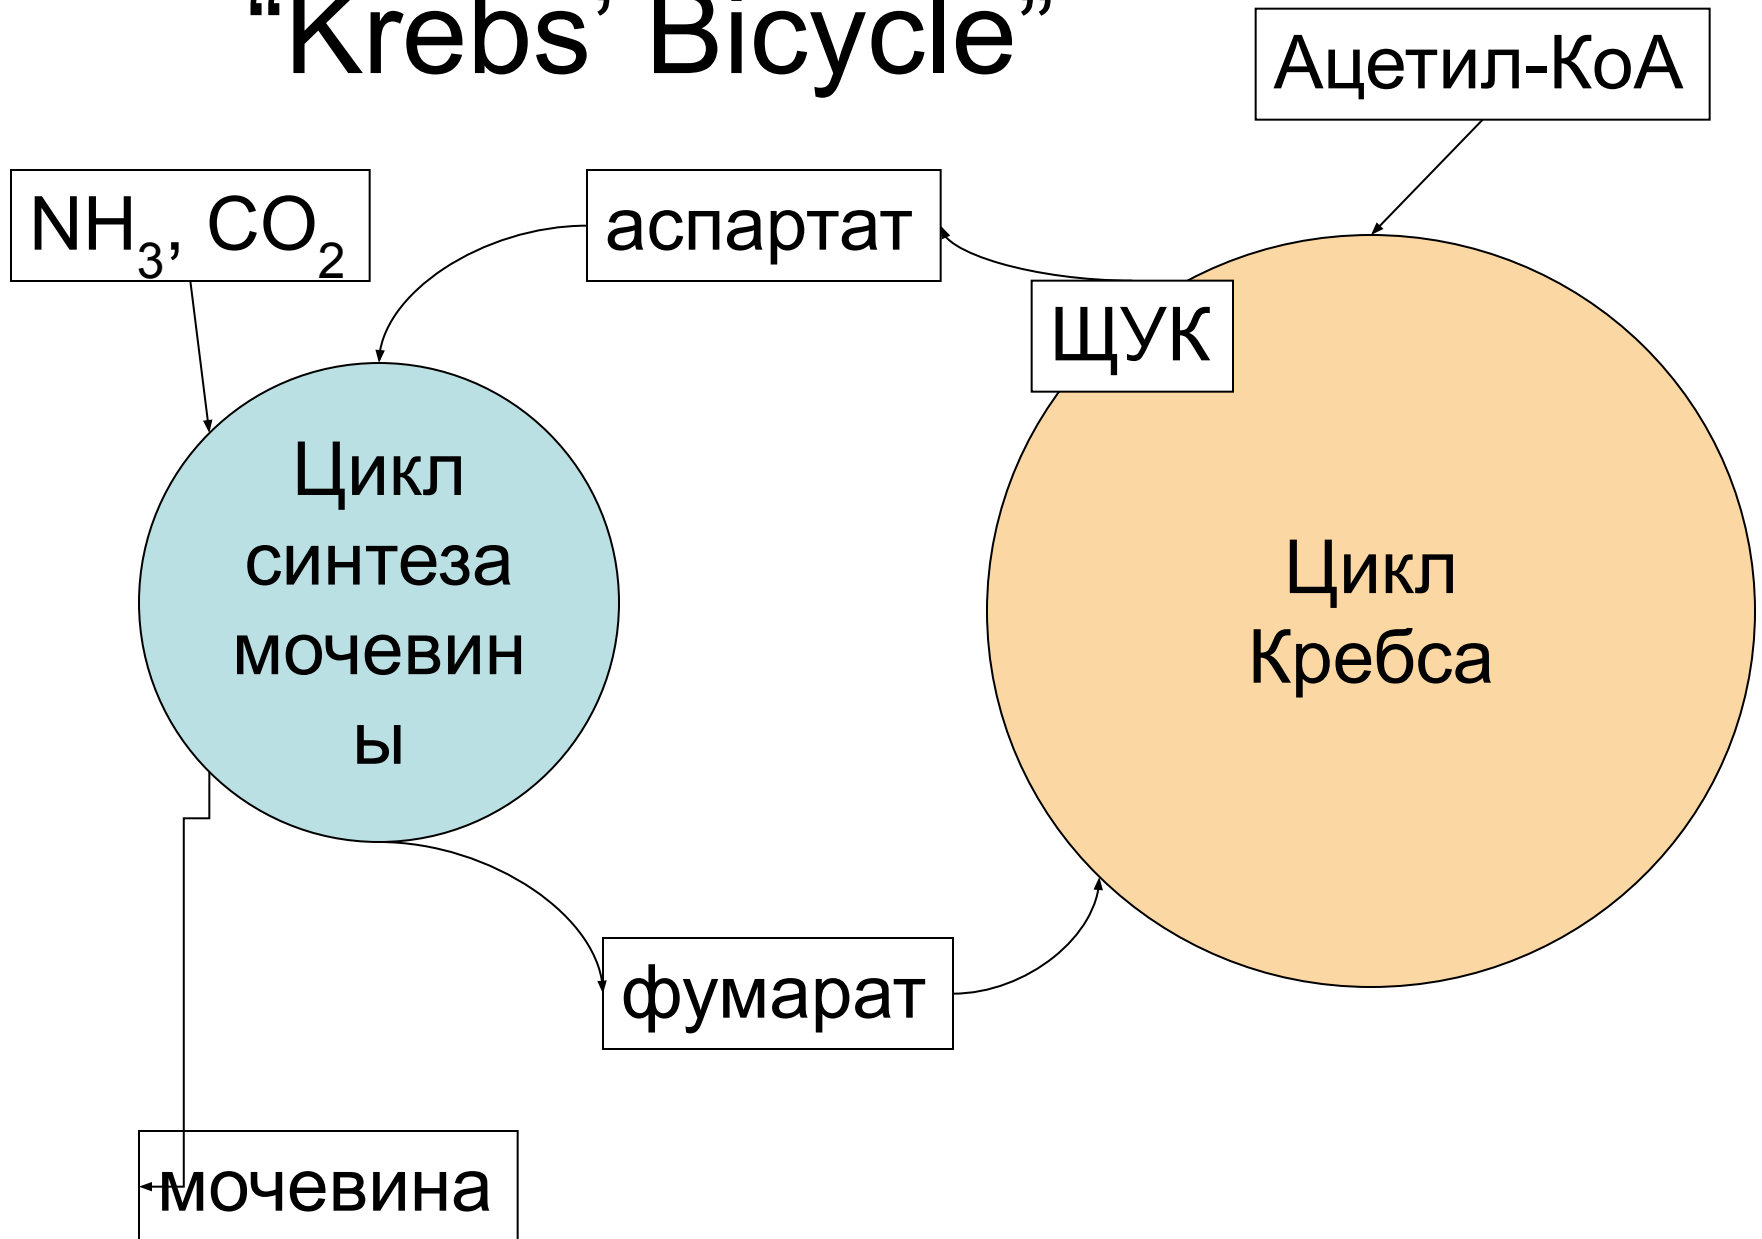 “Krebs’ Bicycle”
Ацетил-КоА
NH3, CO2
аспартат
ЩУК
Цикл
синтеза
мочевин
ы
Цикл
Кребса
фумарат
мочевина